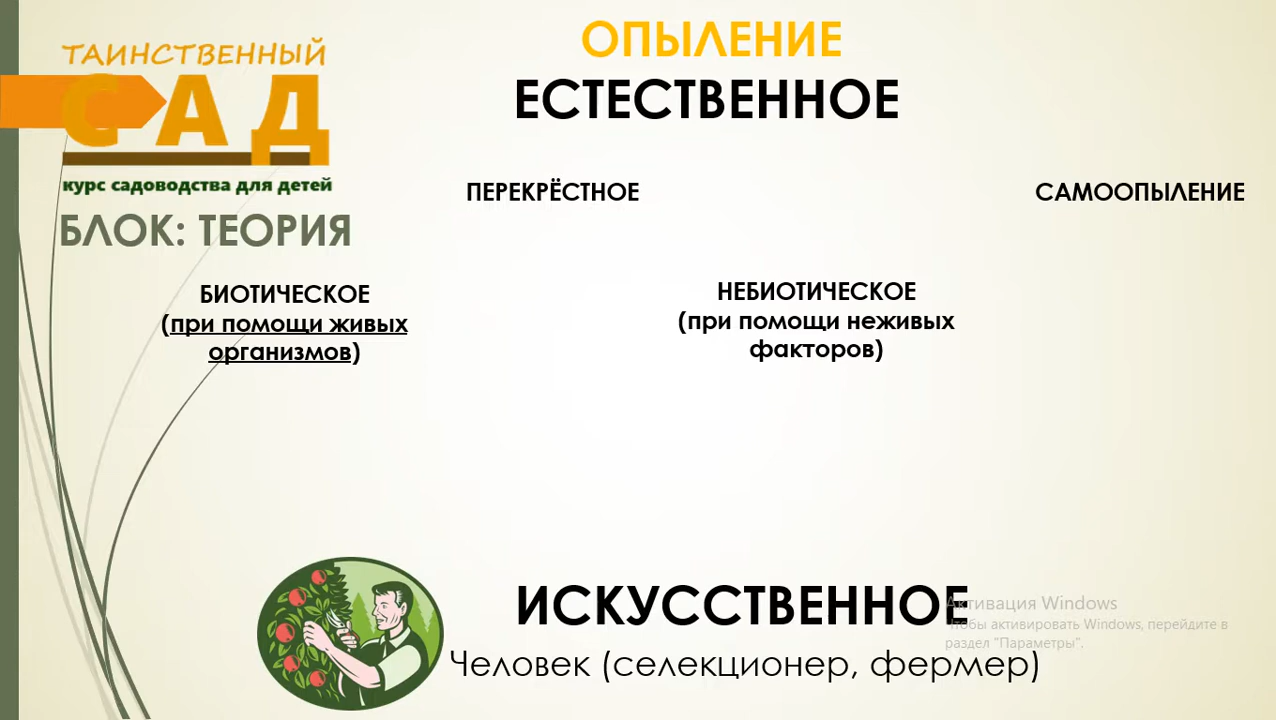 ТАИНСТВЕННЫЙ
САД
курс садоводства для детей
БЛОК: ТЕОРИЯ
ОПЫЛЕНИЕ
ЕСТЕСТВЕННОЕ
ПЕРЕКРЁСТНОЕ
САМООПЫЛЕНИЕ
БИОТИЧЕСКОЕ
(при помощи живых
организмов)
НЕБИОТИЧЕСКОЕ
(при помощи неживых
факторов)
ИСКУССТВЕННОЕ
Человек (селекционер, фермер)
Активация Windows
Чтобы активировать Windows, перейдите в
раздел "Параметры".